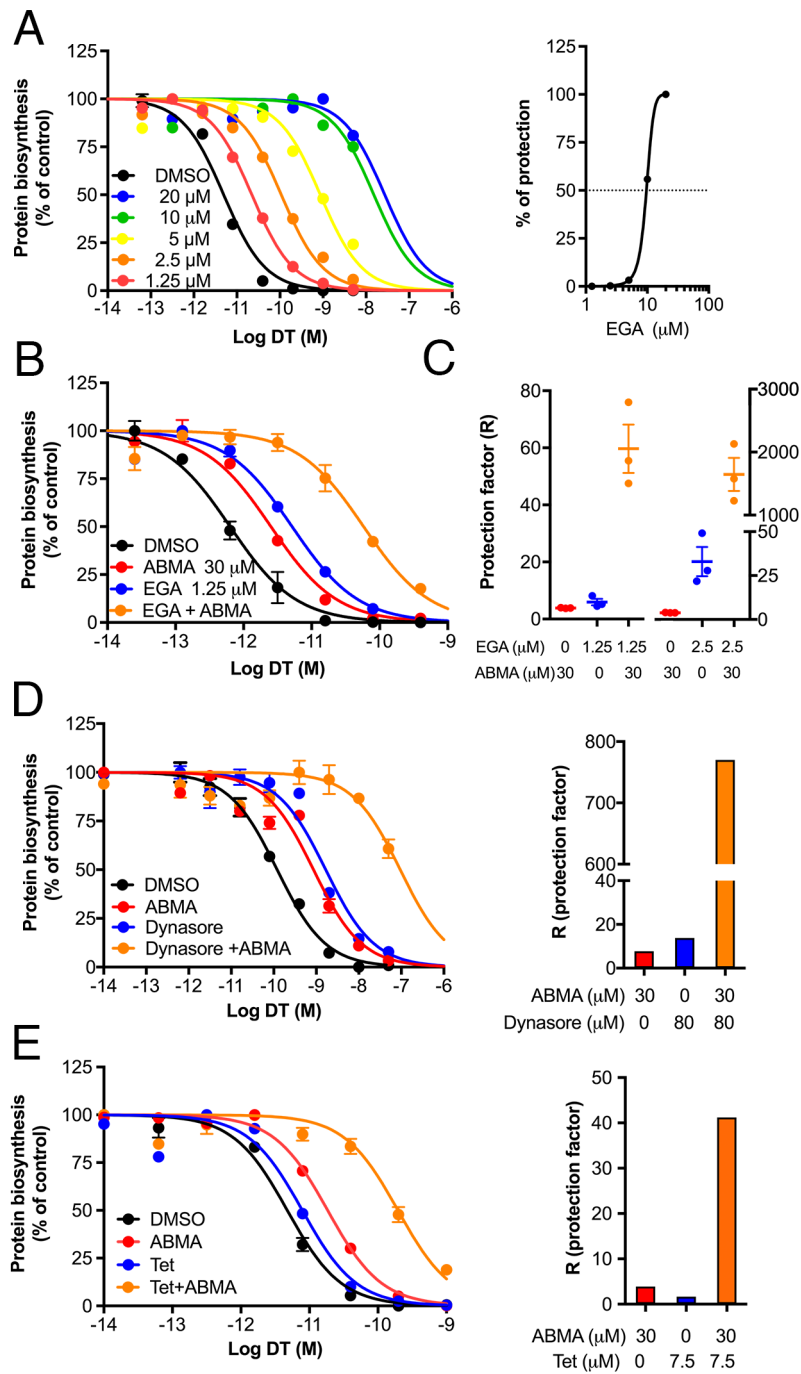 A
Protein biosynthesis
(% of control)
125
100
75
50
25
0
DMSO
20 µM
10 µM
5 µM
2.5 µM
1.25 µM
-14 -13 -12 -11 -10 -9 -8 -7 -6
Log DT (M)
% of protection
125
100
75
50
25
0
1 10 100
EGA (µM)
B
Protein biosynthesis
(% of control)
125
100
75
50
25
0
DMSO
ABMA 30 µM
EGA 1.25 µM
EGA + ABMA
-14 -13 -12 -11 -10 -9
Log DT (M)
C
Protection factor (R)
80
60
40
20
0
3000
2000
1000
50
25
0
EGA (µM) 0 1.25 1.25 0 2.5 2.5
ABMA (µM) 30 0 30 30 0 30
D
Protein biosynthesis
(% of control)
125
100
75
50
25
0
DMSO
ABMA
Dynasore
Dynasore +ABMA
-14 -13 -12 -11 -10 -9 -8 -7 -6
Log DT (M)
R (protection factor)
800
700
600
40
20
0
ABMA (µM) 30 0 30
Dynasore (µM) 0 80 80
E
Protein biosynthesis
(% of control)
125
100
75
50
25
0
DMSO
ABMA
Tet
Tet+ABMA
-14 -13 -12 -11 -10 -9
Log DT (M)
R (protection factor)
50
40
30
20
10
0
ABMA (µM) 30 0 30
Tet (µM) 0 7.5 7.5